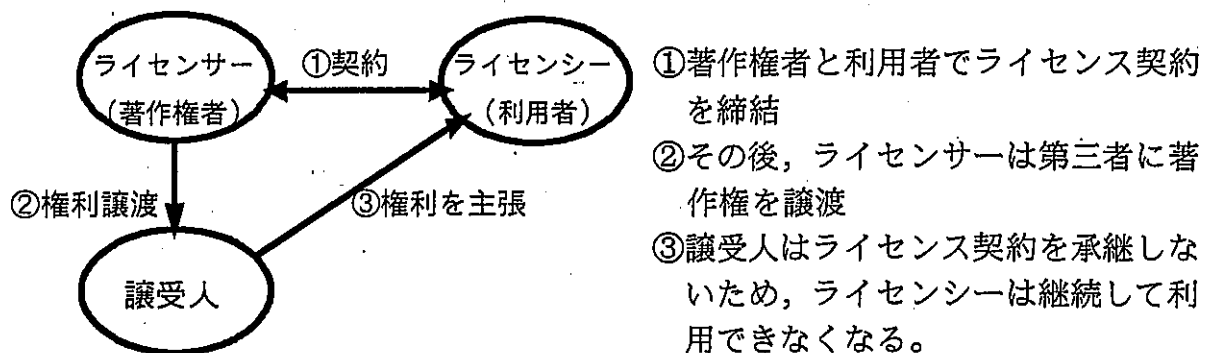 ライセンサー
(著作権者)
①契約
ライセンシー
(利用者)
②権利譲渡
③権利を主張
譲受人
①著作権者と利用者でライセンス契約
を締結
②その後，ライセンサーは第三者に著
作権を譲渡
③譲受人はライセンス契約を承継しな
いため，ライセンシーは継続して利
用できなくなる。